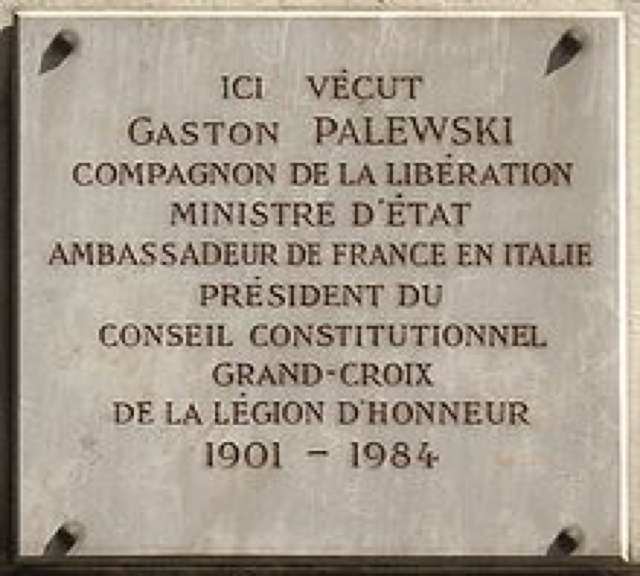 ICI VÉCUT
GASTON PALEWSKI
COMPAGNON DE LA LIBÉRATION
MINISTRE D'ÉTAT
AMBASSADEUR DE FRANCE EN ITALIE
PRÉSIDENT DU
CONSEIL CONSTITUTIONNEL
GRAND-CROIX
DE LA LÉGION D'HONNEUR
1901 – 1984